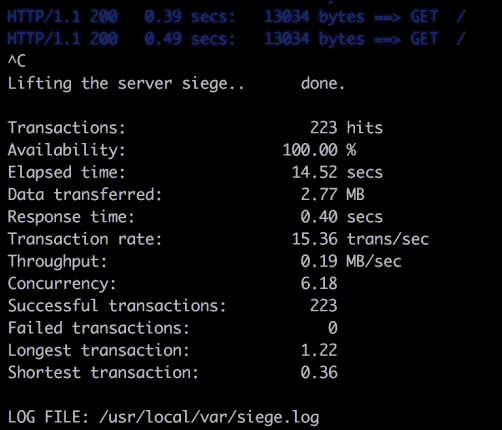 HTTP/1.1 200   0.39 secs:   13034 bytes ==> GET  /
HTTP/1.1 200   0.49 secs:   13034 bytes ==> GET  /
^C
Lifting the server siege..      done.
Transactions:                    223 hits
Availability:                 100.00 %
Elapsed time:                  14.52 secs
Data transferred:               2.77 MB
Response time:                  0.40 secs
Transaction rate:              15.36 trans/sec
Throughput:                     0.19 MB/sec
Concurrency:                    6.18
Successful transactions:         223
Failed transactions:               0
Longest transaction:            1.22
Shortest transaction:           0.36
LOG FILE: /usr/local/var/siege.log